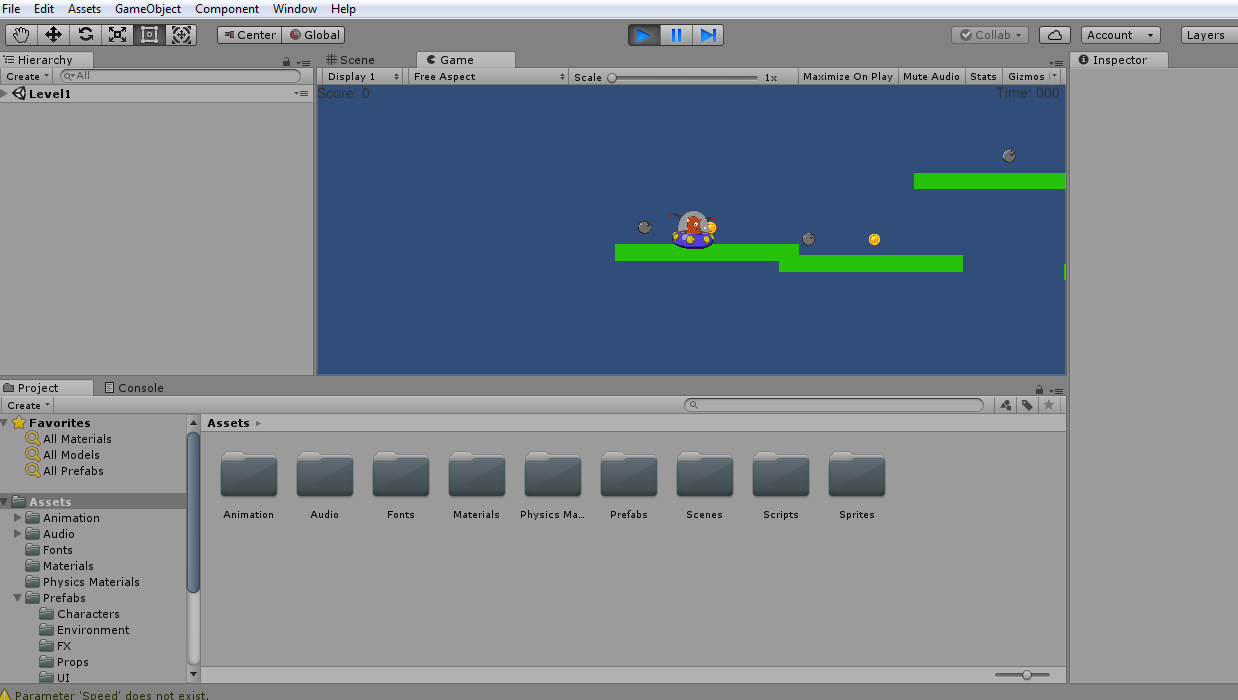 File Edit Assets GameObject Component Window Help
Center Global Collab Account Layers
Hierarchy Scene Game Inspector
Create All Display 1 Free Aspect Scale 1x Maximize On Play Mute Audio Stats Gizmos
Level1 Score: 0 Time: 000
Project Console
Create
Favorites
All Materials
All Models
All Prefabs
Assets
Animation
Audio
Fonts
Materials
Physics Materials
Prefabs
Characters
Environment
FX
Props
UI
Assets
Animation Audio Fonts Materials Physics Ma... Prefabs Scenes Scripts Sprites
Parameter 'Speed' does not exist.